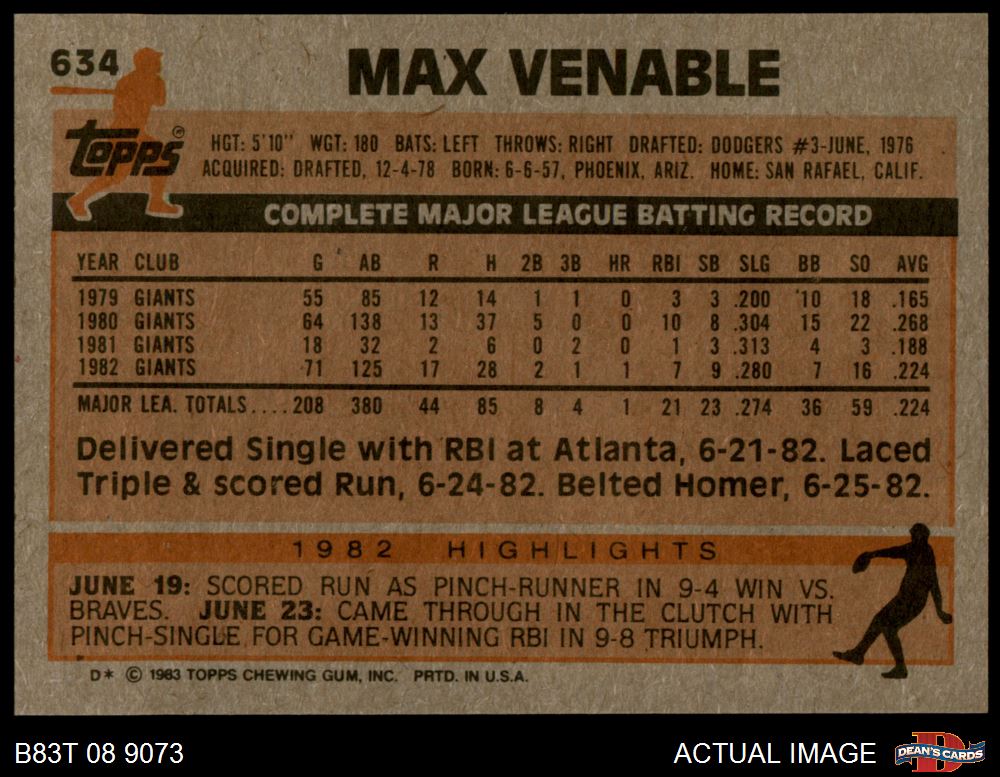 634
MAX VENABLE
topps®
HGT: 5'10" WGT: 180 BATS: LEFT THROWS: RIGHT DRAFTED: DODGERS #3-JUNE, 1976
ACQUIRED: DRAFTED, 12-4-78 BORN: 6-6-57, PHOENIX, ARIZ. HOME: SAN RAFAEL, CALIF.
COMPLETE MAJOR LEAGUE BATTING RECORD
YEAR CLUB G AB R H 2B 3B HR RBI SB SLG BB SO AVG
1979 GIANTS 55 85 12 14 1 1 0 3 3 .200 10 18 .165
1980 GIANTS 64 138 13 37 5 0 0 10 8 .304 15 22 .268
1981 GIANTS 18 32 2 6 0 2 0 1 3 .313 4 3 .188
1982 GIANTS 71 125 17 28 2 1 1 7 9 .280 7 16 .224
MAJOR LEA. TOTALS....208 380 44 85 8 4 1 21 23 .274 36 59 .224
Delivered Single with RBI at Atlanta, 6-21-82. Laced
Triple & scored Run, 6-24-82. Belted Homer, 6-25-82.
1982 HIGHLIGHTS
JUNE 19: SCORED RUN AS PINCH-RUNNER IN 9-4 WIN VS.
BRAVES. JUNE 23: CAME THROUGH IN THE CLUTCH WITH
PINCH-SINGLE FOR GAME-WINNING RBI IN 9-8 TRIUMPH.
D* © 1983 TOPPS CHEWING GUM, INC. PRTD. IN U.S.A.
B83T 08 9073
ACTUAL IMAGE
D
DEAN'S CARDS